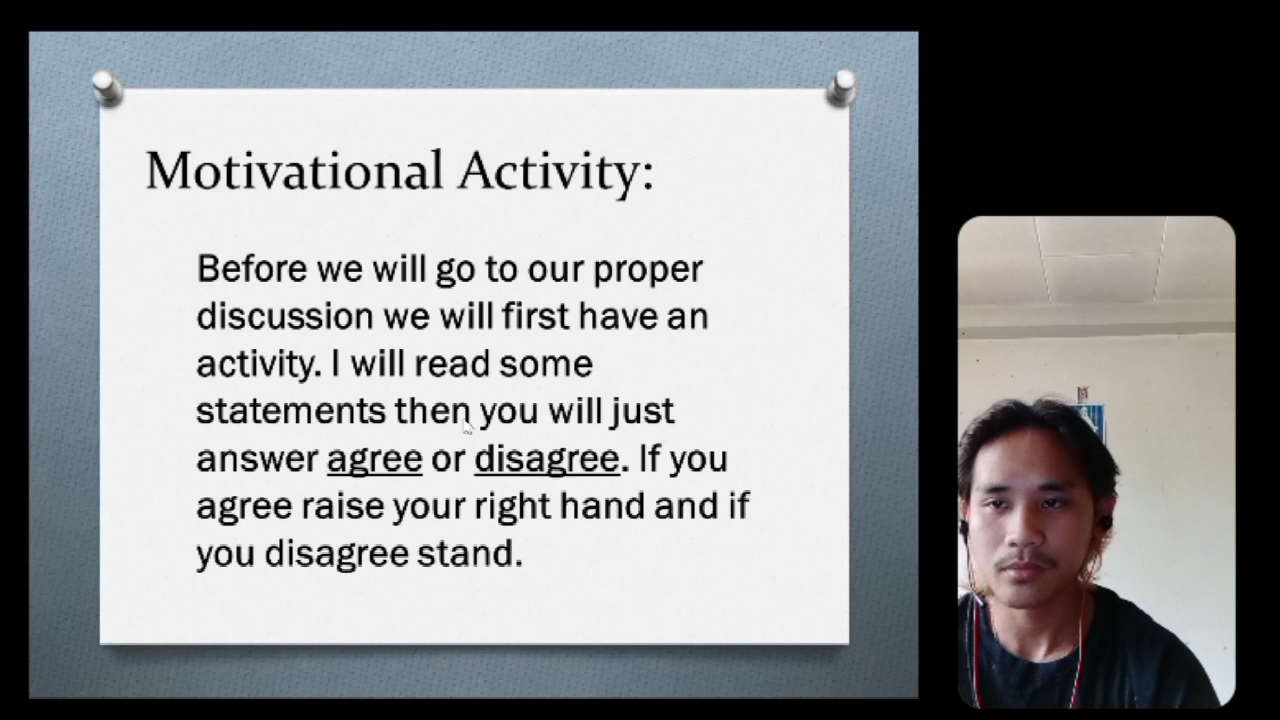 Motivational Activity:
Before we will go to our proper
discussion we will first have an
activity. I will read some
statements then you will just
answer agree or disagree. If you
agree raise your right hand and if
you disagree stand.